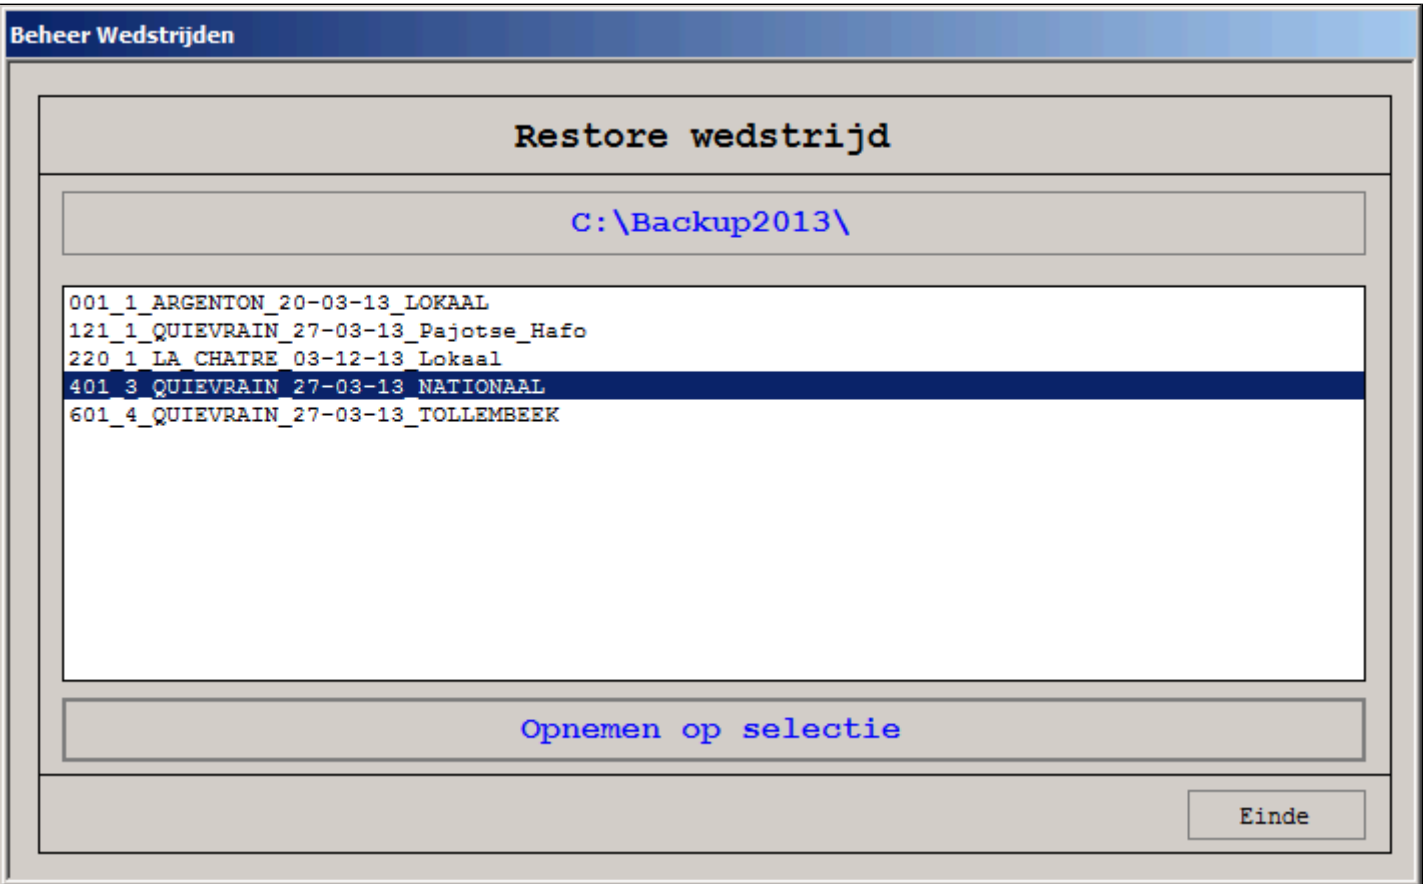 Beheer Wedstrijden
Restore wedstrijd
C:\Backup2013\
001_1_ARGENTON_20-03-13_LOKAAL
121_1_QUIEVRAIN_27-03-13_Pajotse_Hafo
220_1_LA_CHATRE_03-12-13_Lokaal
401_3_QUIEVRAIN_27-03-13_NATIONAAL
601_4_QUIEVRAIN_27-03-13_TOLLEMBEEK
Opnemen op selectie
Einde